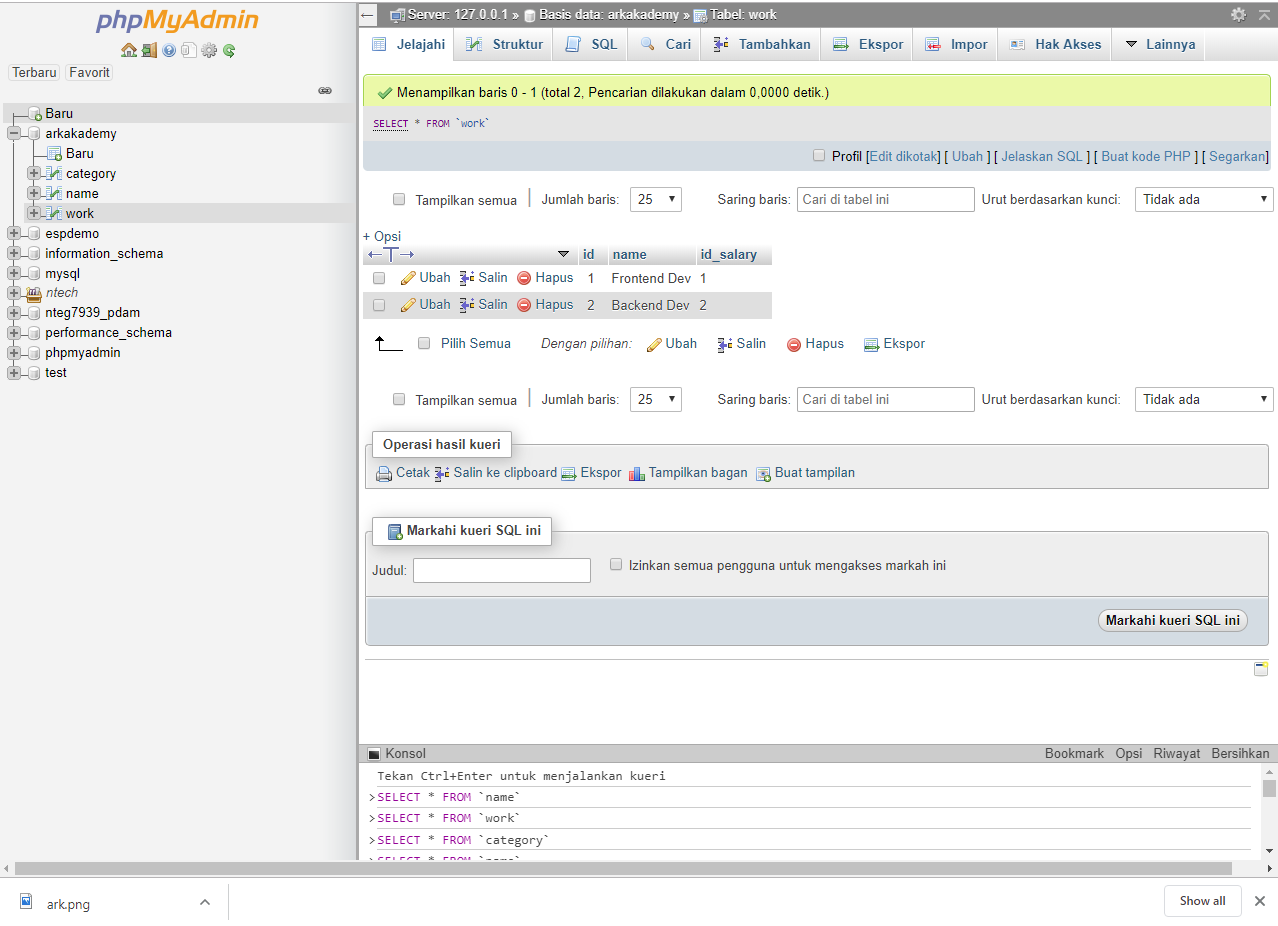 phpMyAdmin
Terbaru Favorit
Baru
arkakademy
Baru
category
name
work
espdemo
information_schema
mysql
ntech
nteg7939_pdam
performance_schema
phpmyadmin
test
Server: 127.0.0.1 » Basis data: arkakademy » Tabel: work
Jelajahi Struktur SQL Cari Tambahkan Ekspor Impor Hak Akses Lainnya
Menampilkan baris 0 - 1 (total 2, Pencarian dilakukan dalam 0,0000 detik.)
SELECT * FROM `work`
Profil [Edit dikotak] [ Ubah ] [ Jelaskan SQL ] [ Buat kode PHP ] [ Segarkan]
Tampilkan semua | Jumlah baris: 25 Saring baris: Cari di tabel ini Urut berdasarkan kunci: Tidak ada
+ Opsi
←T→ id name id_salary
Ubah Salin Hapus 1 Frontend Dev 1
Ubah Salin Hapus 2 Backend Dev 2
Pilih Semua Dengan pilihan: Ubah Salin Hapus Ekspor
Tampilkan semua | Jumlah baris: 25 Saring baris: Cari di tabel ini Urut berdasarkan kunci: Tidak ada
Operasi hasil kueri
Cetak Salin ke clipboard Ekspor Tampilkan bagan Buat tampilan
Markahi kueri SQL ini
Judul: Izinkan semua pengguna untuk mengakses markah ini
Markahi kueri SQL ini
Konsol Bookmark Opsi Riwayat Bersihkan
Tekan Ctrl+Enter untuk menjalankan kueri
>SELECT * FROM `name`
>SELECT * FROM `work`
>SELECT * FROM `category`
>SELECT * FROM `name`
ark.png Show all